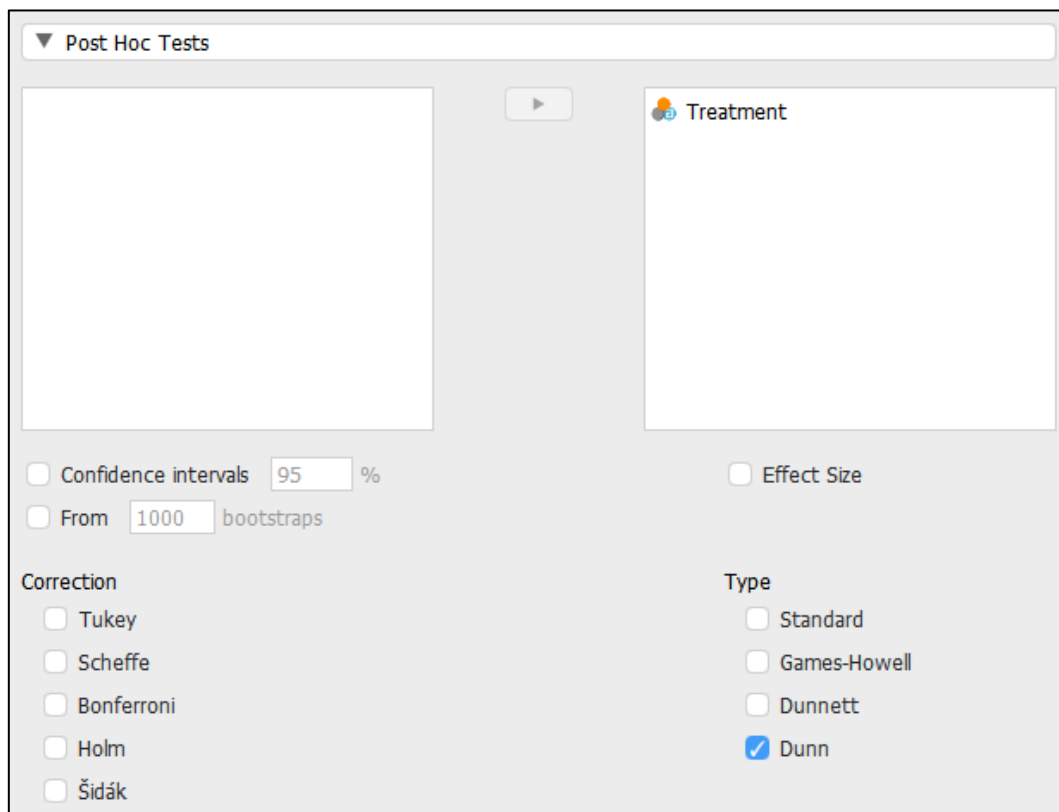 Post Hoc Tests
Treatment
Confidence intervals 95 %
Effect Size
From 1000 bootstraps
Correction
Tukey
Scheffe
Bonferroni
Holm
Šidák
Type
Standard
Games-Howell
Dunnett
Dunn